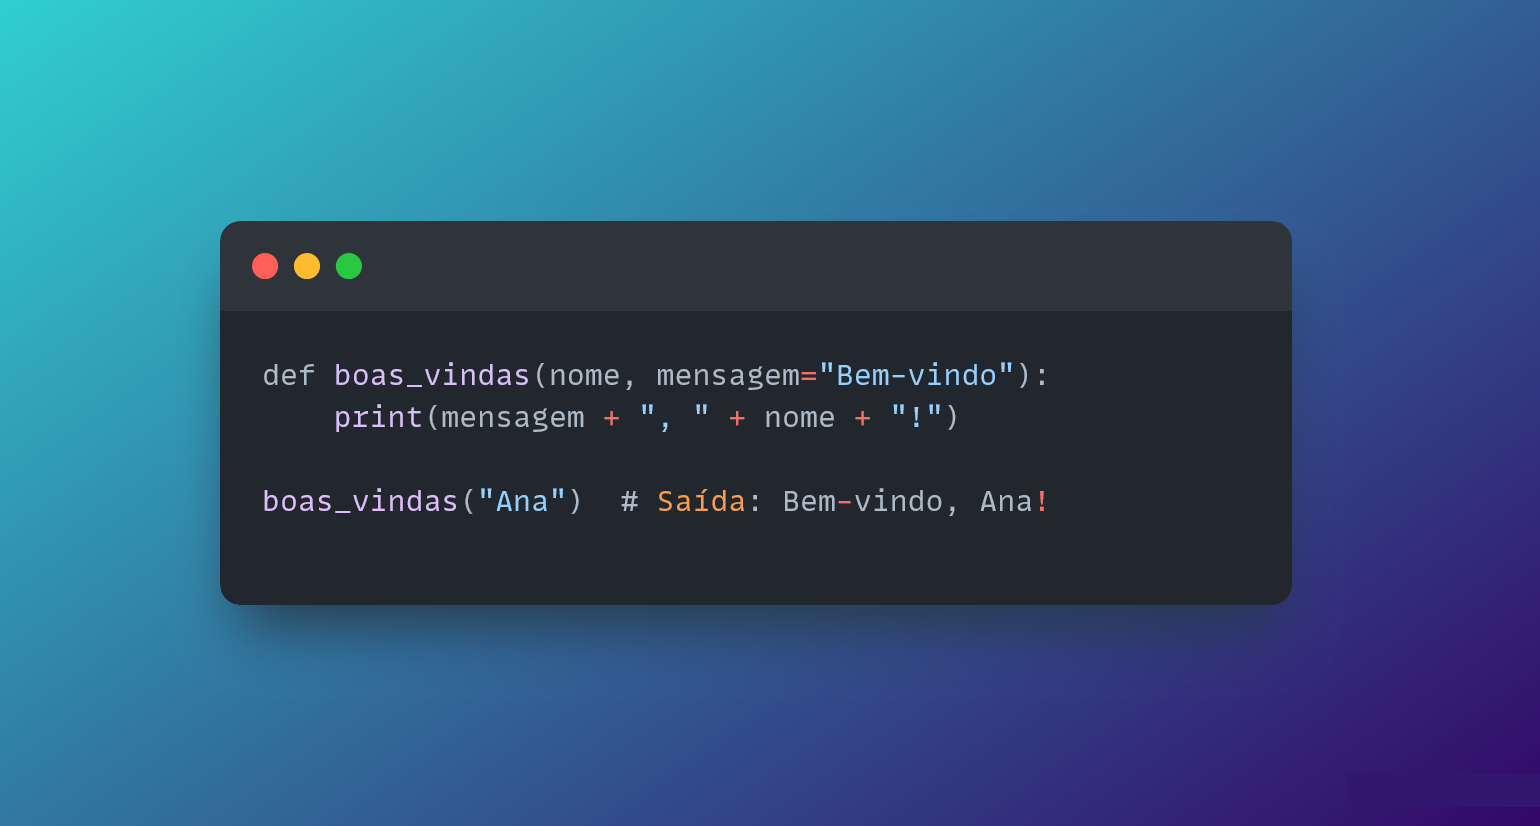 def boas_vindas(nome, mensagem="Bem-vindo"):
    print(mensagem + ", " + nome + "!")
boas_vindas("Ana")  # Saída: Bem-vindo, Ana!